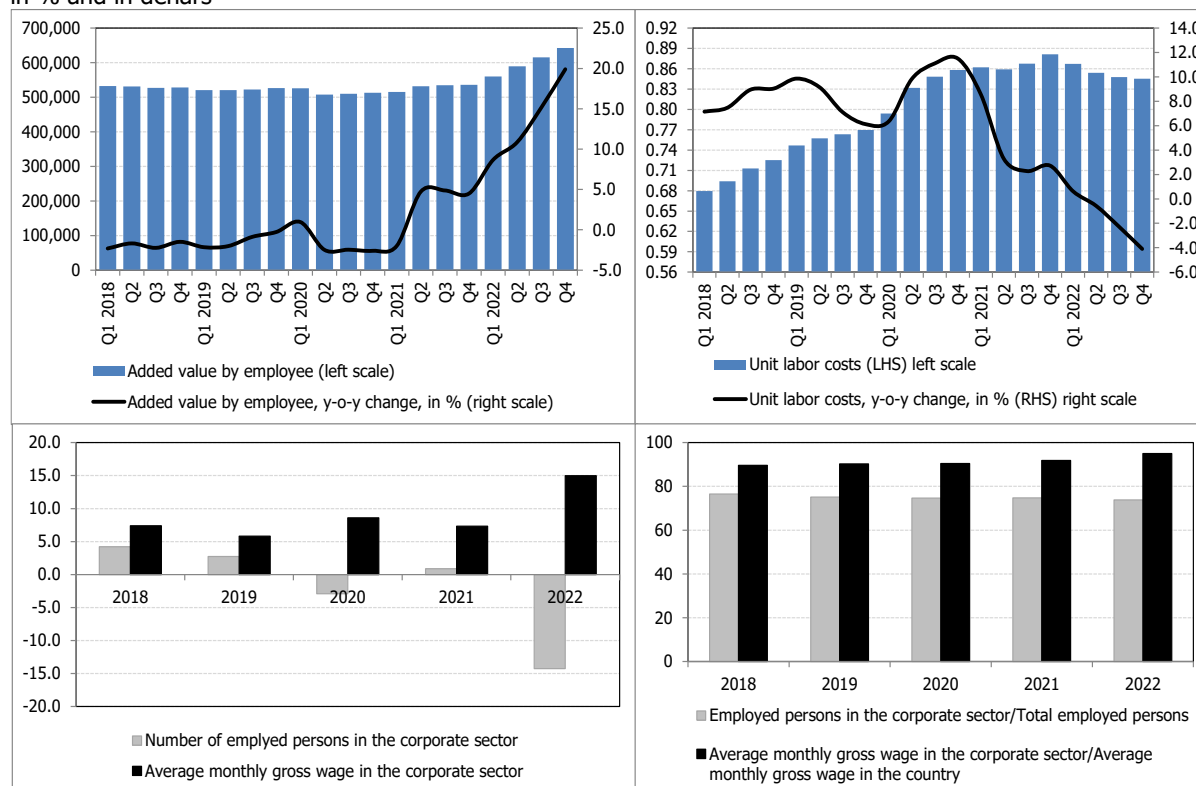 in % and in denars
700,000
600,000
500,000
400,000
300,000
200,000
100,000
0
25.0
20.0
15.0
10.0
5.0
0.0
-5.0
Q1 2018
Q2
Q3
Q4
Q1 2019
Q2
Q3
Q4
Q1 2020
Q2
Q3
Q4
Q1 2021
Q2
Q3
Q4
Q1 2022
Q2
Q3
Q4
Added value by employee (left scale)
Added value by employee, y-o-y change, in % (right scale)
0.92
0.89
0.86
0.83
0.80
0.77
0.74
0.71
0.68
0.65
0.62
0.59
0.56
14.0
12.0
10.0
8.0
6.0
4.0
2.0
0.0
-2.0
-4.0
-6.0
Q1 2018
Q2
Q3
Q4
Q1 2019
Q2
Q3
Q4
Q1 2020
Q2
Q3
Q4
Q1 2021
Q2
Q3
Q4
Q1 2022
Q2
Q3
Q4
Unit labor costs (LHS) left scale
Unit labor costs, y-o-y change, in % (RHS) right scale
20.0
15.0
10.0
5.0
0.0
-5.0
-10.0
-15.0
-20.0
2018
2019
2020
2021
2022
Number of emplyed persons in the corporate sector
Average monthly gross wage in the corporate sector
100
80
60
40
20
0
2018
2019
2020
2021
2022
Employed persons in the corporate sector/Total employed persons
Average monthly gross wage in the corporate sector/Average
monthly gross wage in the country